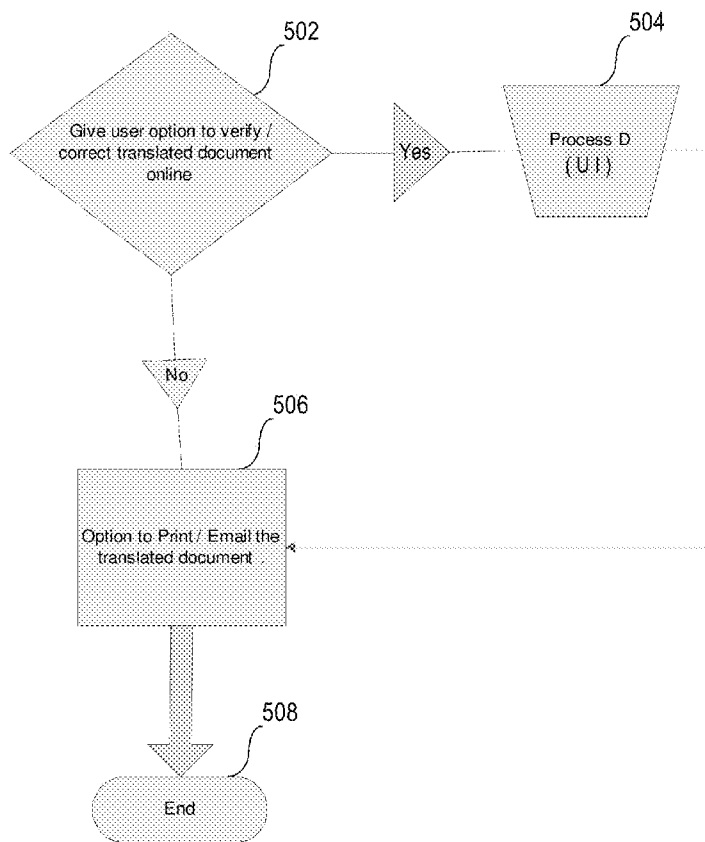 502
504
Give user option to verify /
correct translated document
online
Yes
Process D
( U I )
No
506
Option to Print / Email the
translated document .
508
End